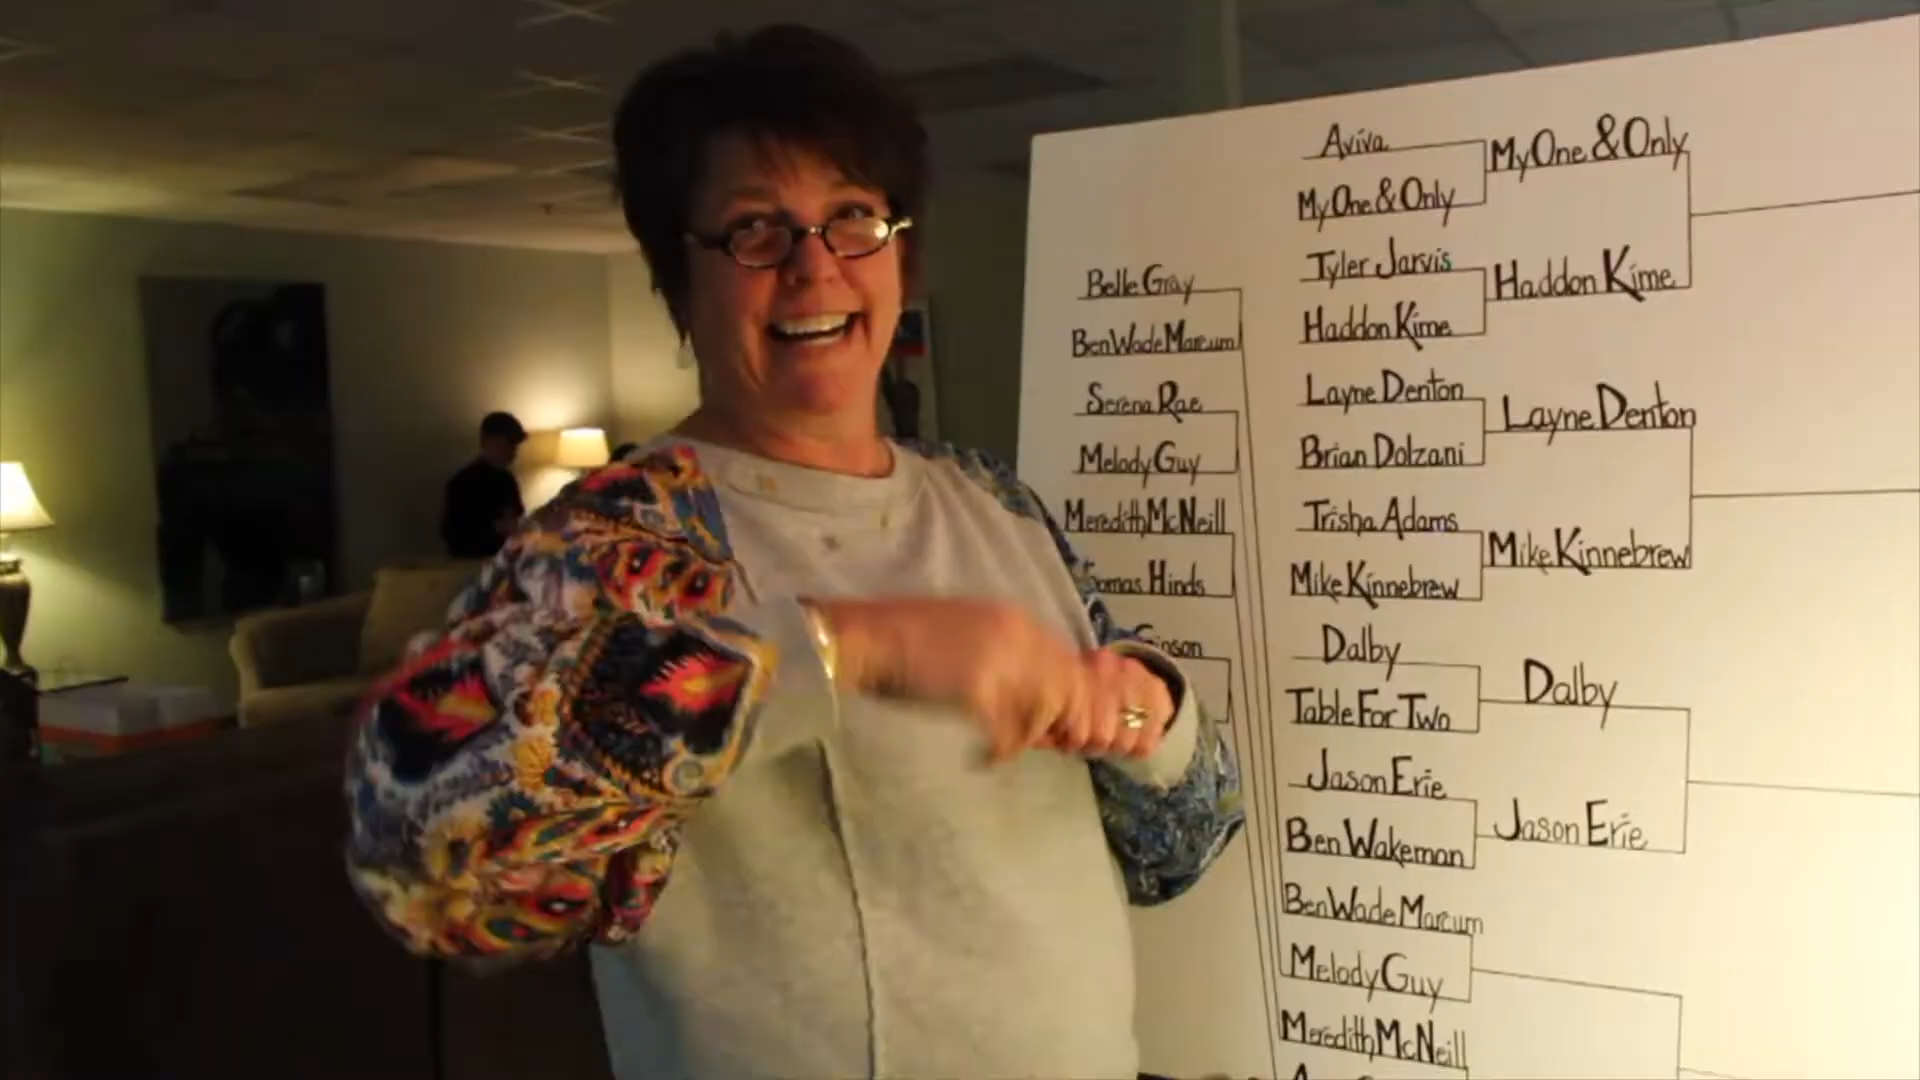 Belle Gray
Ben Wade Marcum
Serena Rae
Melody Guy
Meredith McNeill
Hinds
Aviva
My One & Only
Tyler Jarvis
Haddon Kime
Layne Denton
Brian Dolzani
Trisha Adams
Mike Kinnebrew
Dalby
Table For Two
Jason Erie
Ben Wakeman
Ben Wade Marcum
Melody Guy
Meredith McNeill
My One & Only
Haddon Kime
Layne Denton
Mike Kinnebrew
Dalby
Jason Erie